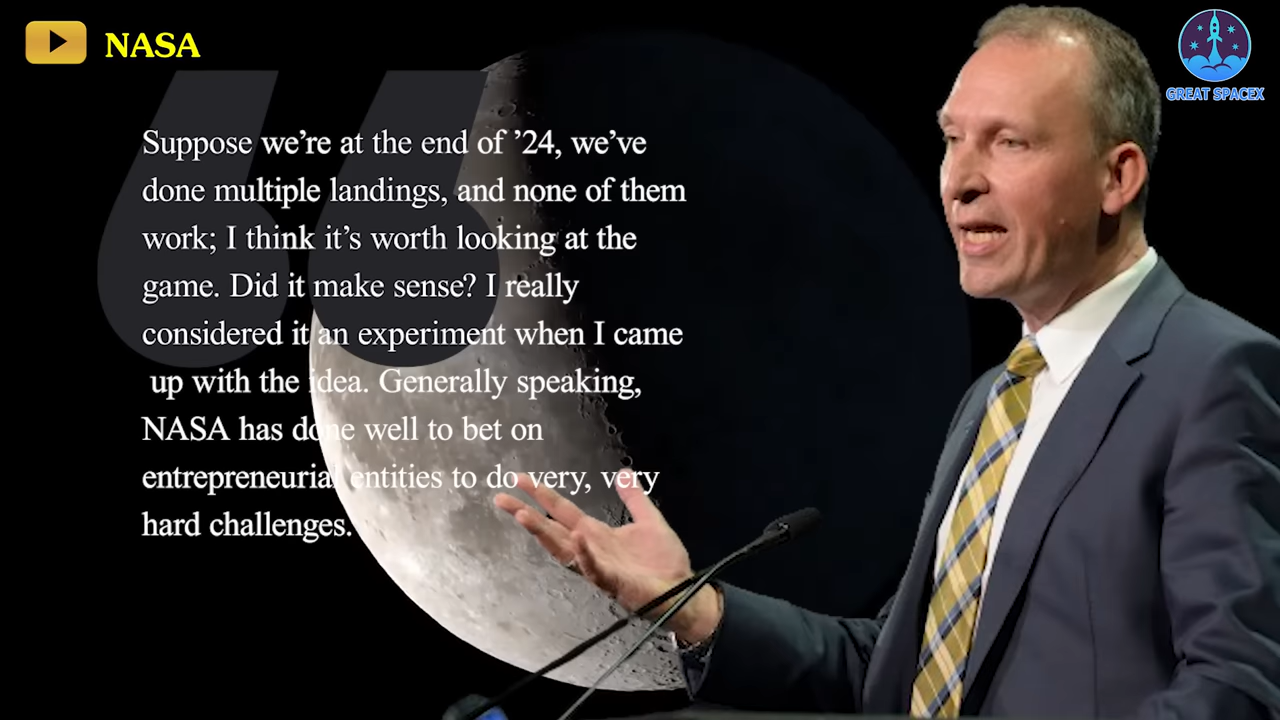 NASA
GREAT SPACEX
Suppose we're at the end of '24, we've
done multiple landings, and none of them
work; I think it's worth looking at the
game. Did it make sense? I really
considered it an experiment when I came
up with the idea. Generally speaking,
NASA has done well to bet on
entrepreneurial entities to do very, very
hard challenges.